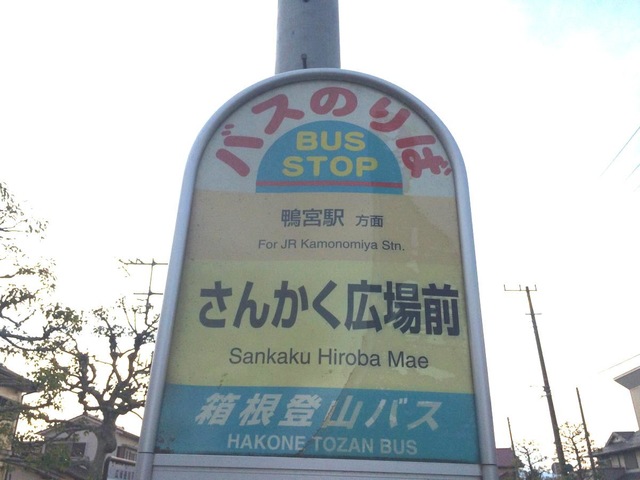 バスのりば
BUS
STOP
鴨宮駅 方面
For JR Kamonomiya Stn.
さんかく広場前
Sankaku Hiroba Mae
箱根登山バス
HAKONE TOZAN BUS